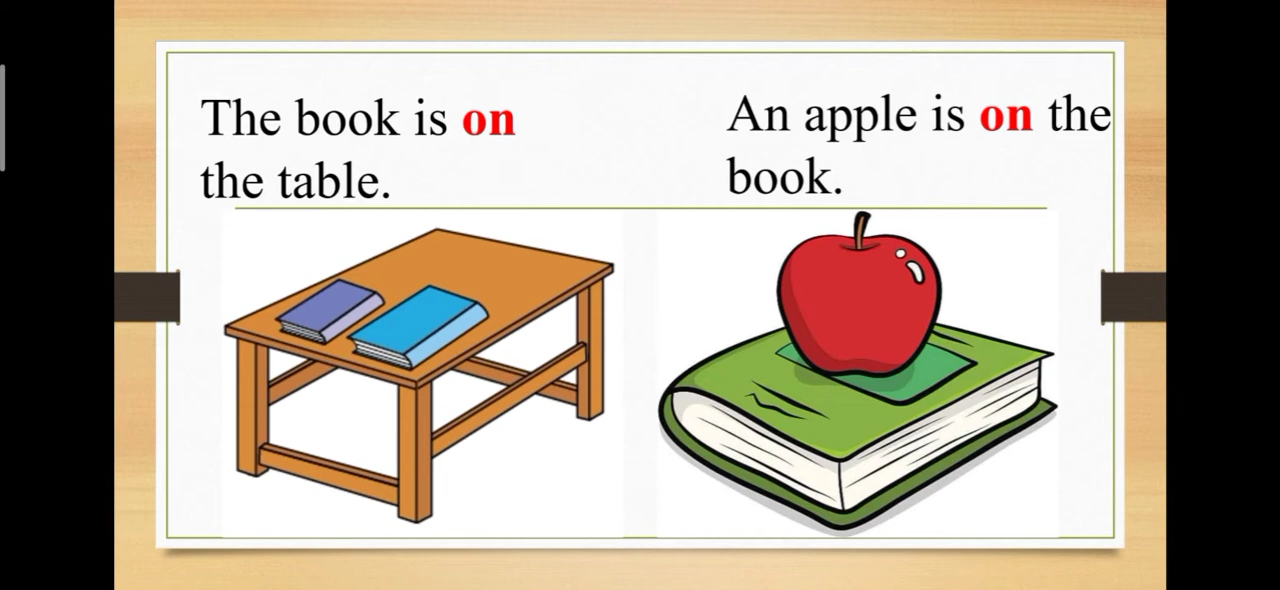 The book is on
the table.
An apple is on the
book.